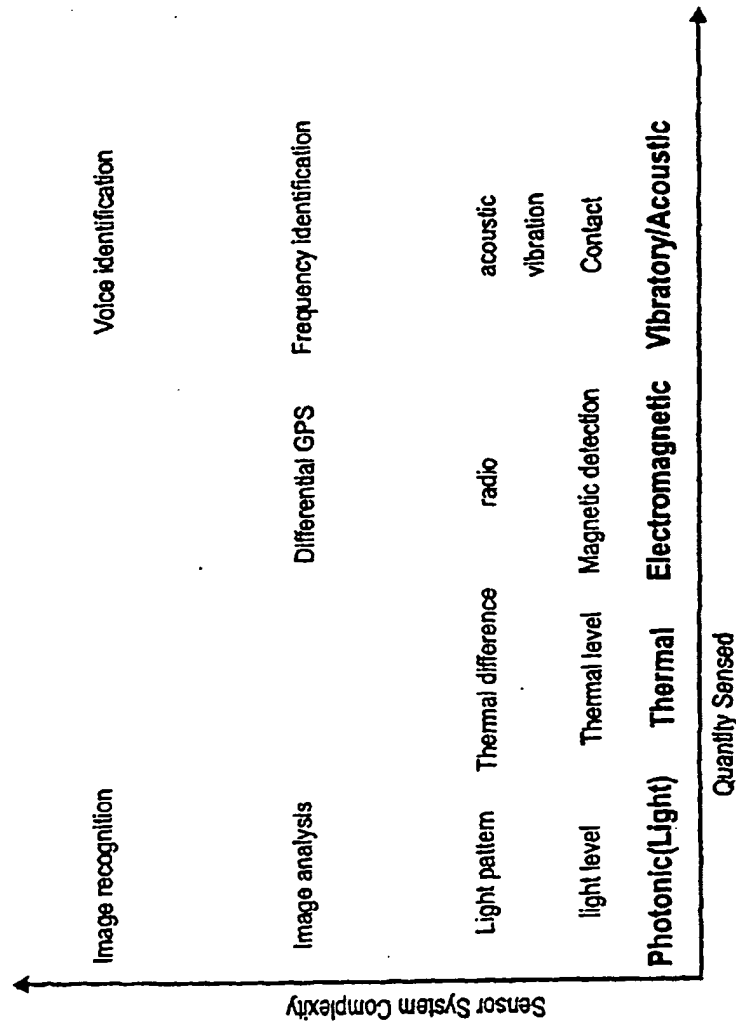 Image recognition Voice identification
Image analysis Differential GPS Frequency identification
Light pattern Thermal difference radio acoustic
vibration
light level Thermal level Magnetic detection Contact
Photonic(Light) Thermal Electromagnetic Vibratory/Acoustic
Quantity Sensed
Sensor System Complexity